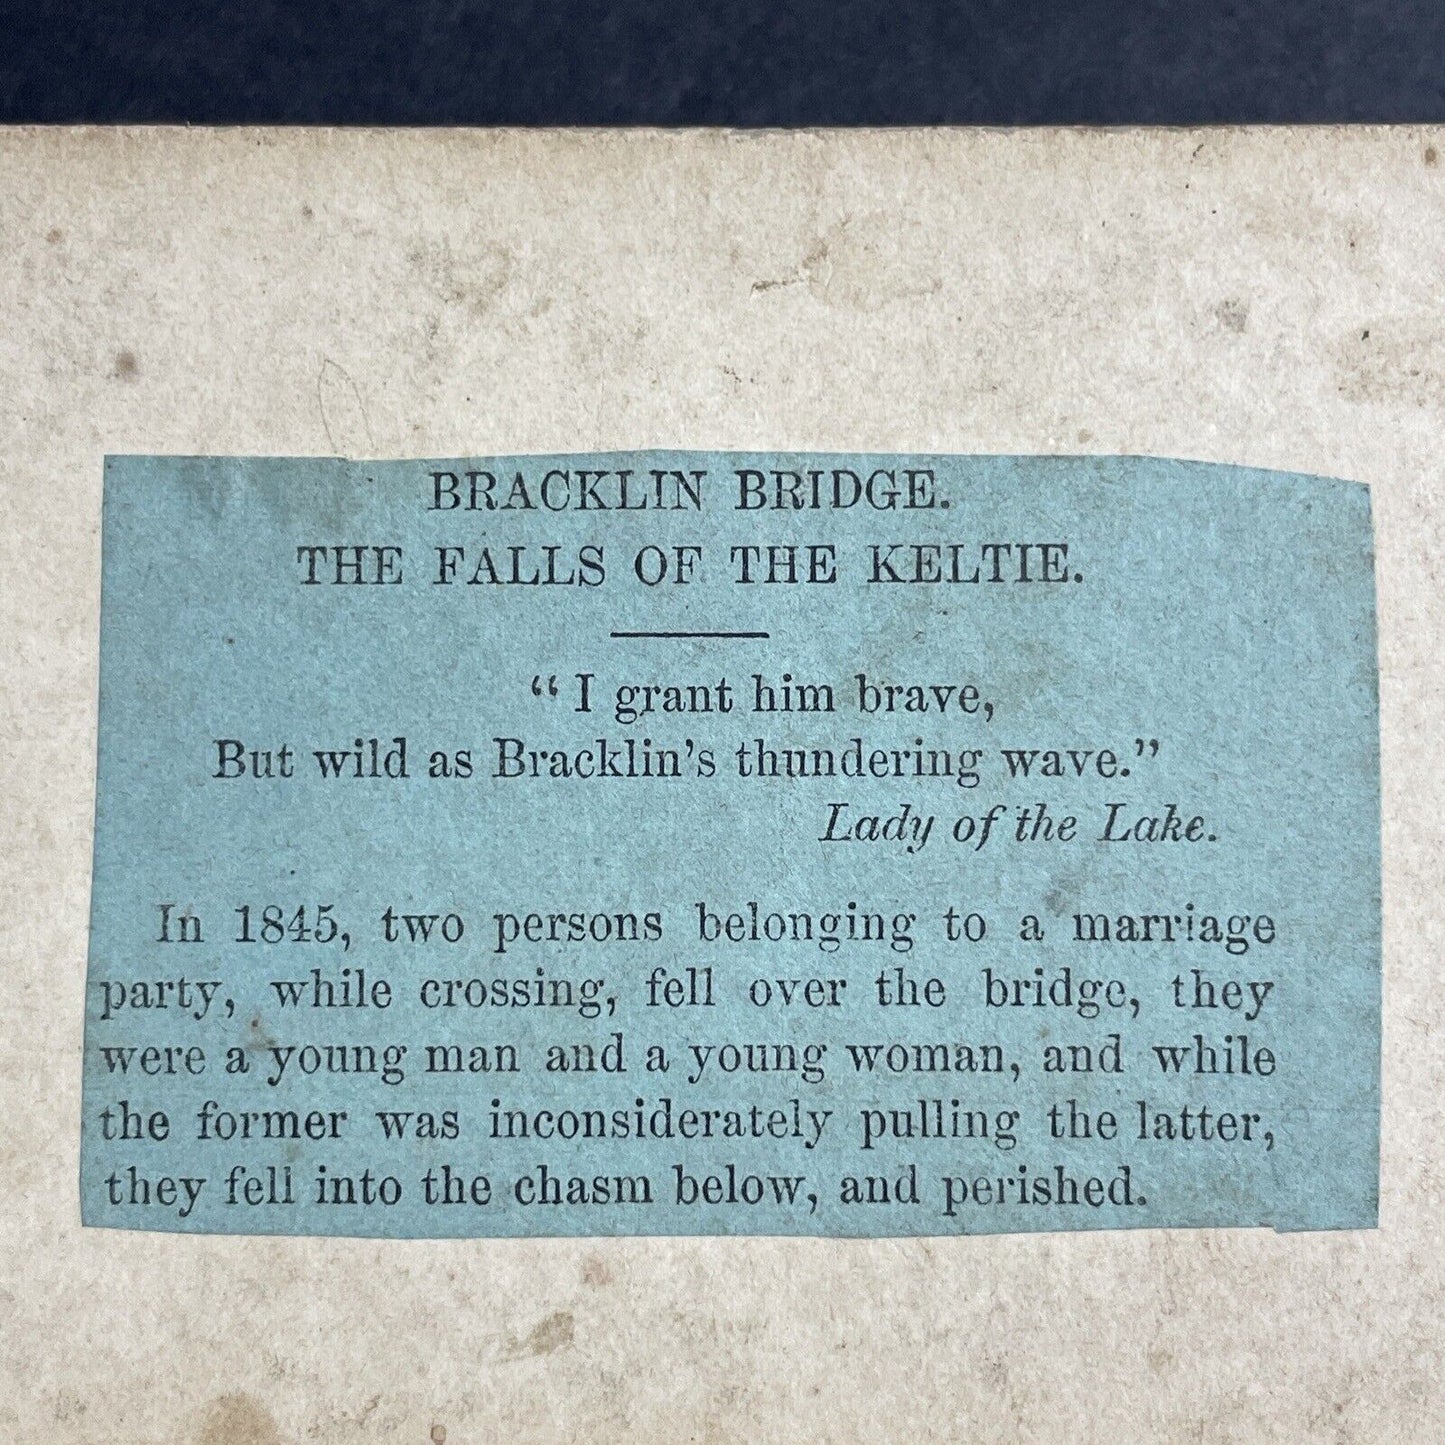 BRACKLIN BRIDGE.
THE FALLS OF THE KELTIE.
“I grant him brave,
But wild as Bracklin’s thundering wave.”
Lady of the Lake.
In 1845, two persons belonging to a marriage
party, while crossing, fell over the bridge, they
were a young man and a young woman, and while
the former was inconsiderately pulling the latter,
they fell into the chasm below, and perished.